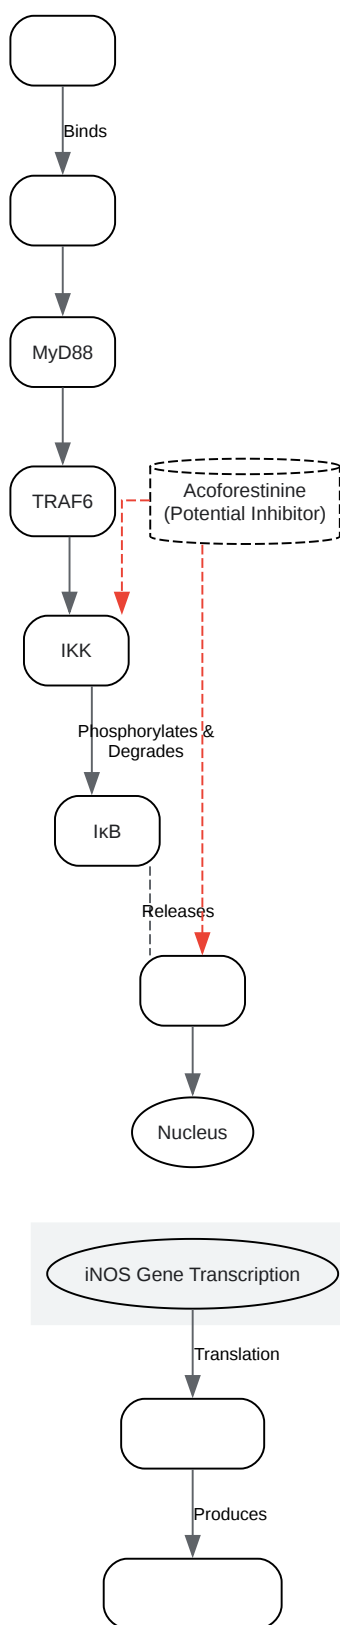 Binds
MyD88
TRAF6
Acoforestinine
(Potential Inhibitor)
IKK
Phosphorylates &
Degrades
IκB
Releases
Nucleus
iNOS Gene Transcription
Translation
Produces